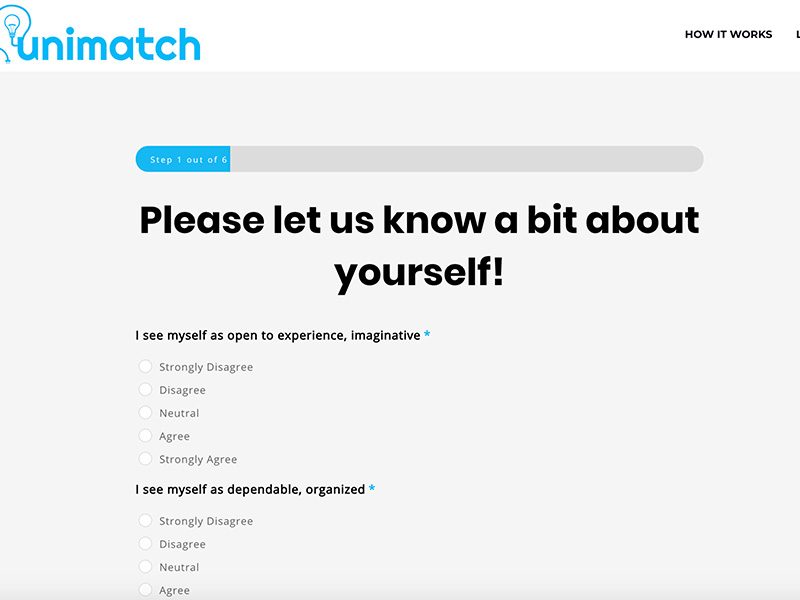 unimatch
HOW IT WORKS
Step 1 out of 6
Please let us know a bit about
yourself!
I see myself as open to experience, imaginative *
Strongly Disagree
Disagree
Neutral
Agree
Strongly Agree
I see myself as dependable, organized *
Strongly Disagree
Disagree
Neutral
Agree